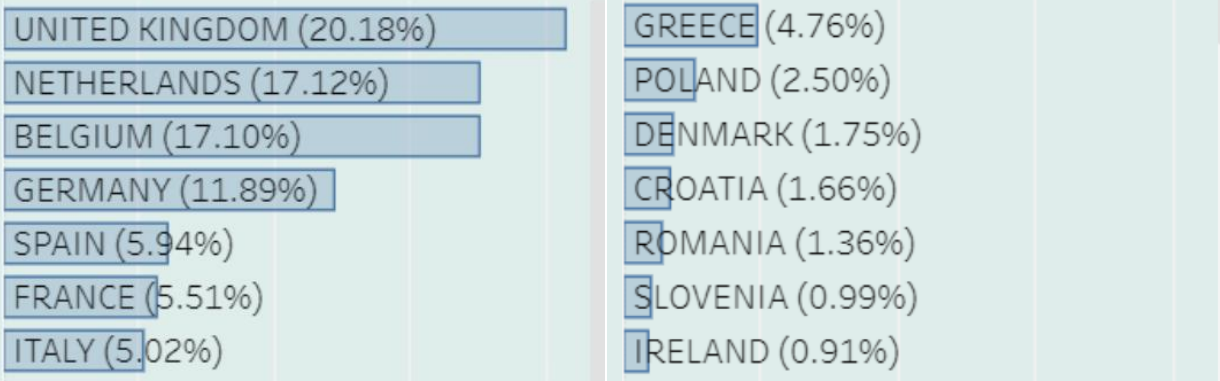 UNITED KINGDOM (20.18%)
NETHERLANDS (17.12%)
BELGIUM (17.10%)
GERMANY (11.89%)
SPAIN (5.94%)
FRANCE (5.51%)
ITALY (5.02%)
GREECE (4.76%)
POLAND (2.50%)
DENMARK (1.75%)
CROATIA (1.66%)
ROMANIA (1.36%)
SLOVENIA (0.99%)
IRELAND (0.91%)